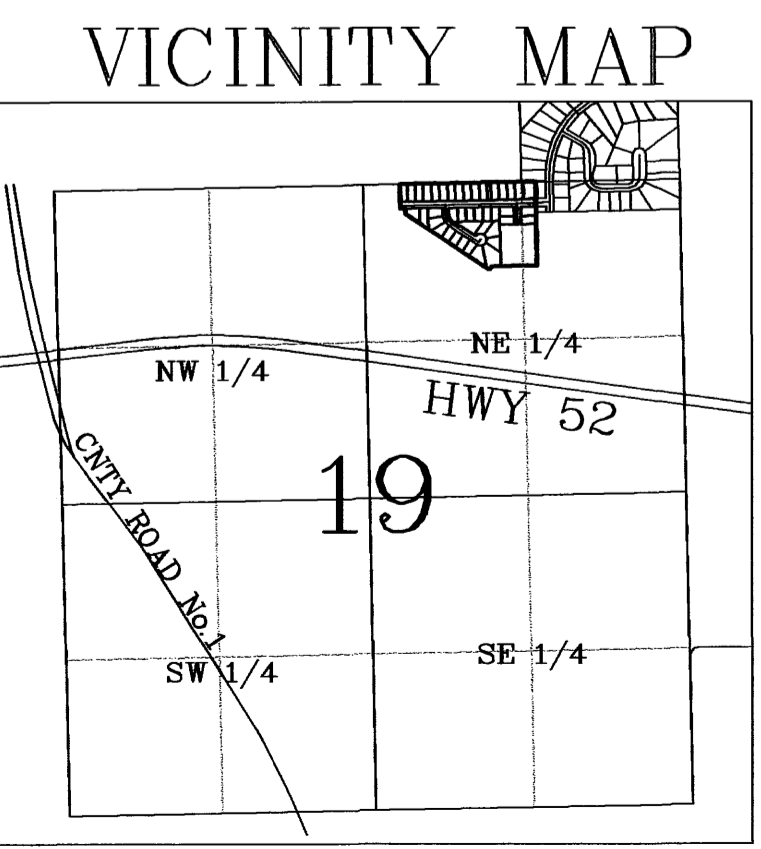 VICINITY MAP
NE 1/4
NW 1/4
HWY 52
19
CNTY ROAD No.1
SE 1/4
SW 1/4